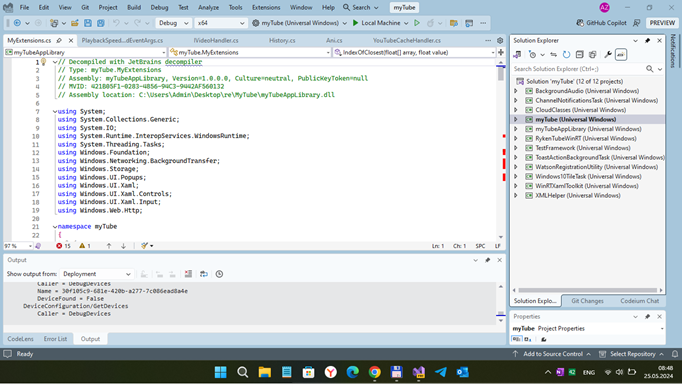 File Edit View Git Project Build Debug Test Analyze Tools Extensions Window Help Search myTube AZ
Debug x64 myTube (Universal Windows) Local Machine GitHub Copilot PREVIEW
MyExtensions.cs PlaybackSpeed...dEventArgs.cs IVideoHandler.cs History.cs Ani.cs YouTubeCacheHandler.cs
myTubeAppLibrary myTube.MyExtensions IndexOfClosest(float[] array, float value)
1 // Decompiled with JetBrains decompiler
2 // Type: myTube.MyExtensions
3 // Assembly: myTubeAppLibrary, Version=1.0.0.0, Culture=neutral, PublicKeyToken=null
4 // MVID: 421805F1-0283-4856-94C3-9442AF560132
5 // Assembly location: C:\Users\Admin\Desktop\re\MyTube\myTubeAppLibrary.dll
6
7 using System;
8 using System.Collections.Generic;
9 using System.IO;
10 using System.Runtime.InteropServices.WindowsRuntime;
11 using System.Threading.Tasks;
12 using Windows.Foundation;
13 using Windows.Networking.BackgroundTransfer;
14 using Windows.Storage;
15 using Windows.UI.Popups;
16 using Windows.UI.Xaml;
17 using Windows.UI.Xaml.Controls;
18 using Windows.UI.Xaml.Input;
19 using Windows.Web.Http;
20
21 namespace myTube
22 {
97 % 15 1 Ln: 1 Ch: 1 SPC LF
Output
Show output from: Deployment
Caller = DebugDevices
Name = 30f105c9-681e-420b-a277-7c086ead8a4e
DeviceFound = False
DeviceConfiguration/GetDevices
Caller = DebugDevices
CodeLens Error List Output
Solution Explorer
Search Solution Explorer (Ctrl+;)
Solution 'myTube' (12 of 12 projects)
BackgroundAudio (Universal Windows)
ChannelNotificationsTask (Universal Windows)
CloudClasses (Universal Windows)
myTube (Universal Windows)
myTubeAppLibrary (Universal Windows)
RykenTubeWinRT (Universal Windows)
TestFramework (Universal Windows)
ToastActionBackgroundTask (Universal Windows)
WatsonRegistrationUtility (Universal Windows)
Windows10TileTask (Universal Windows)
WinRTXamlToolkit (Universal Windows)
XMLHelper (Universal Windows)
Solution Explo... Git Changes Codeium Chat
Properties
myTube Project Properties
Notifications
Ready Add to Source Control Select Repository
ENG 08:48
25.05.2024